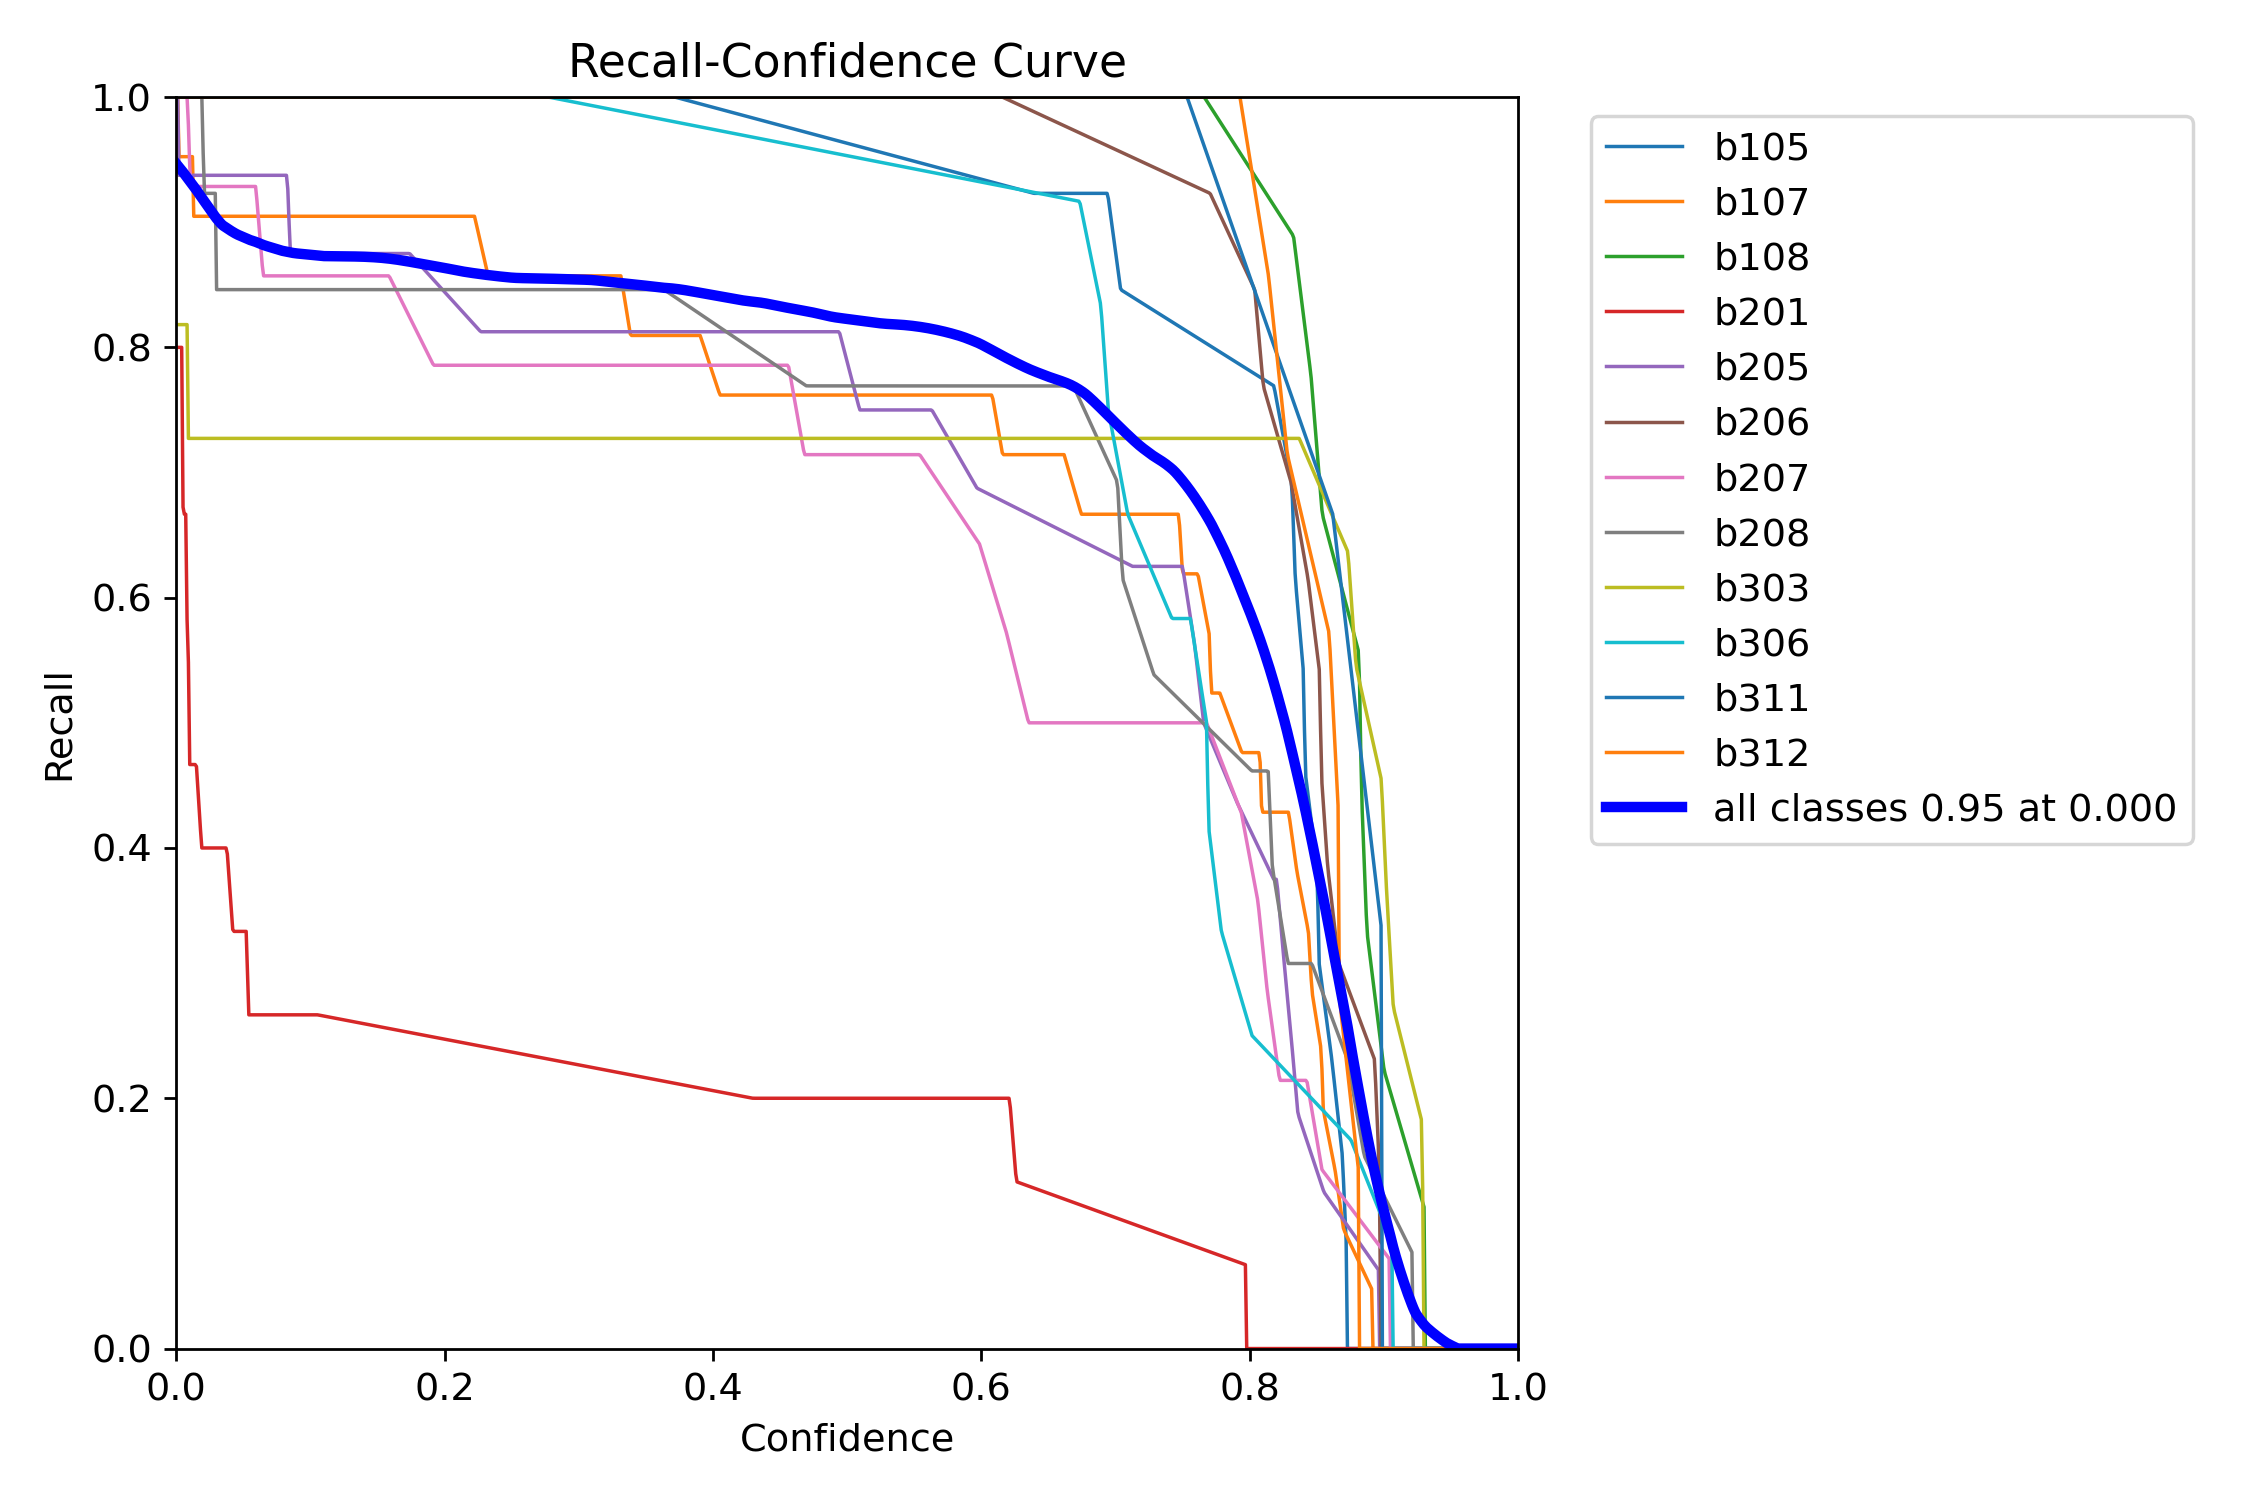 Recall-Confidence Curve
1.0
0.8
0.6
0.4
0.2
0.0
Recall
0.0 0.2 0.4 0.6 0.8 1.0
Confidence
b105
b107
b108
b201
b205
b206
b207
b208
b303
b306
b311
b312
all classes 0.95 at 0.000